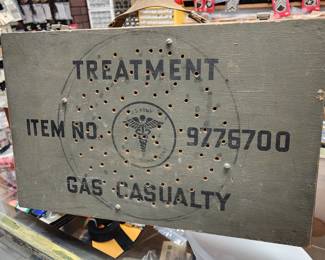 TREATMENT
ITEM NO. 9776700
GAS CASUALTY